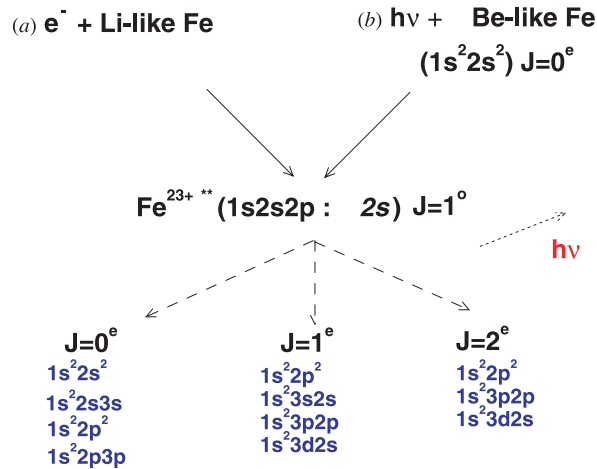 (a) e⁻ + Li-like Fe
(b) hν + Be-like Fe
(1s²2s²) J=0ᵉ
Fe²³⁺ ** (1s2s2p : 2s) J=1ᵒ
hν
J=0ᵉ
1s²2s²
1s²2s3s
1s²2p²
1s²2p3p
J=1ᵉ
1s²2p²
1s²3s2s
1s²3p2p
1s²3d2s
J=2ᵉ
1s²2p²
1s²3p2p
1s²3d2s